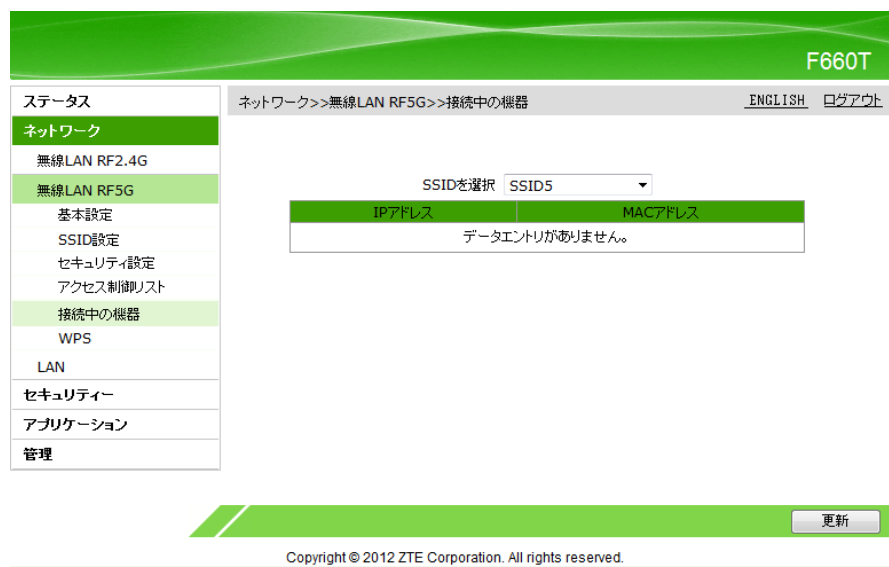 F660T
ステータス
ネットワーク
無線LAN RF2.4G
無線LAN RF5G
基本設定
SSID設定
セキュリティ設定
アクセス制御リスト
接続中の機器
WPS
LAN
セキュリティー
アプリケーション
管理
ネットワーク>>無線LAN RF5G>>接続中の機器 ENGLISH ログアウト
SSIDを選択 SSID5
IPアドレス MACアドレス
データエントリがありません。
更新
Copyright © 2012 ZTE Corporation. All rights reserved.